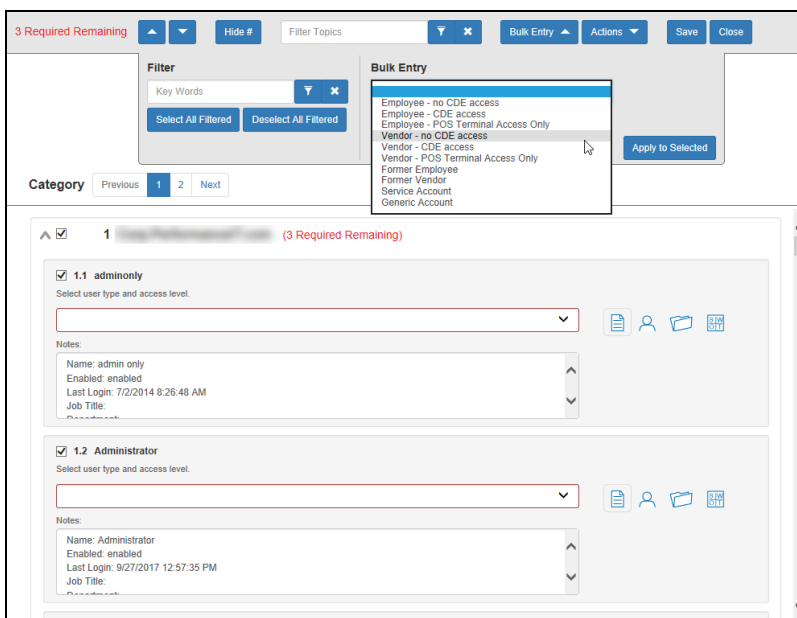 3 Required Remaining Hide # Filter Topics Bulk Entry Actions Save Close
Filter
Key Words
Select All Filtered Deselect All Filtered
Bulk Entry
Employee - no CDE access
Employee - CDE access
Employee - POS Terminal Access Only
Vendor - no CDE access
Vendor - CDE access
Vendor - POS Terminal Access Only
Former Employee
Former Vendor
Service Account
Generic Account
Apply to Selected
Category Previous 1 2 Next
1 (3 Required Remaining)
1.1 adminonly
Select user type and access level.
SWOT
Notes:
Name: admin only
Enabled: enabled
Last Login: 7/2/2014 8:26:48 AM
Job Title:
1.2 Administrator
Select user type and access level.
SWOT
Notes:
Name: Administrator
Enabled: enabled
Last Login: 9/27/2017 12:57:35 PM
Job Title: